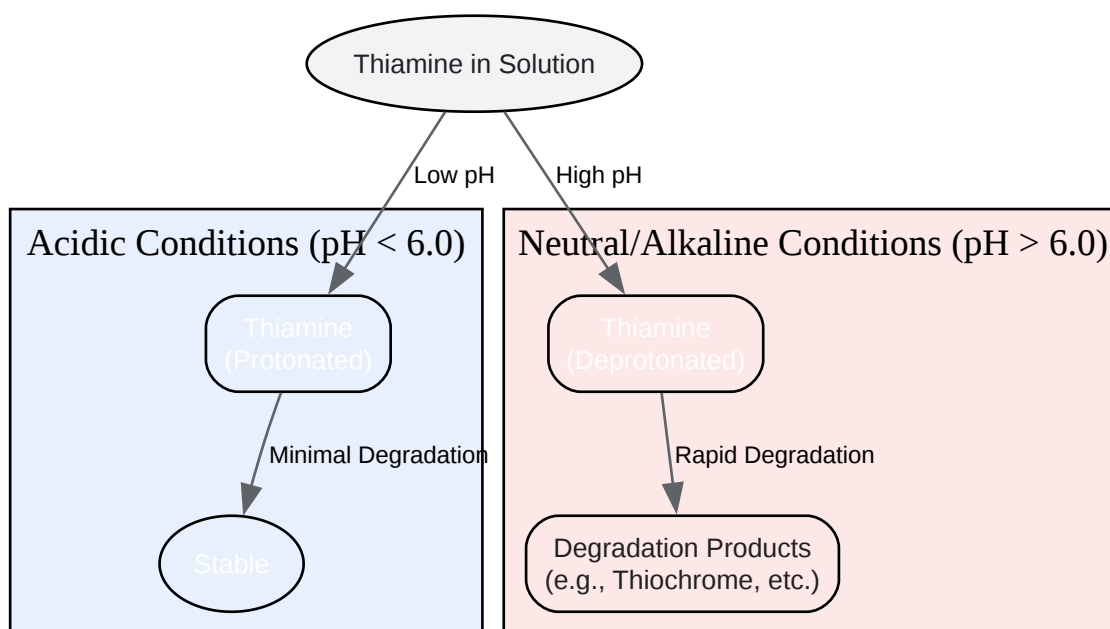 Thiamine in Solution
Low pH
High pH
Acidic Conditions (pH < 6.0)
Neutral/Alkaline Conditions (pH > 6.0)
Thiamine
(Protonated)
Thiamine
(Deprotonated)
Minimal Degradation
Rapid Degradation
Stable
Degradation Products
(e.g., Thiochrome, etc.)